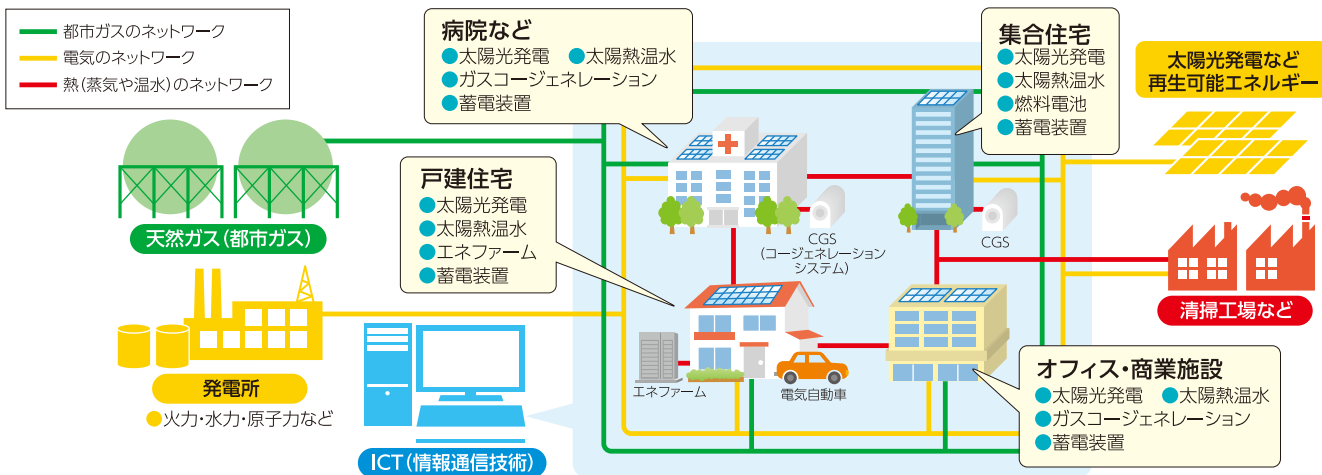 都市ガスのネットワーク
電気のネットワーク
熱(蒸気や温水)のネットワーク
病院など
●太陽光発電 ●太陽熱温水
●ガスコージェネレーション
●蓄電装置
集合住宅
●太陽光発電
●太陽熱温水
●燃料電池
●蓄電装置
太陽光発電など
再生可能エネルギー
天然ガス(都市ガス)
戸建住宅
●太陽光発電
●太陽熱温水
●エネファーム
●蓄電装置
CGS
(コージェネレーション
システム)
CGS
清掃工場など
発電所
●火力・水力・原子力など
ICT(情報通信技術)
エネファーム
電気自動車
オフィス・商業施設
●太陽光発電 ●太陽熱温水
●ガスコージェネレーション
●蓄電装置